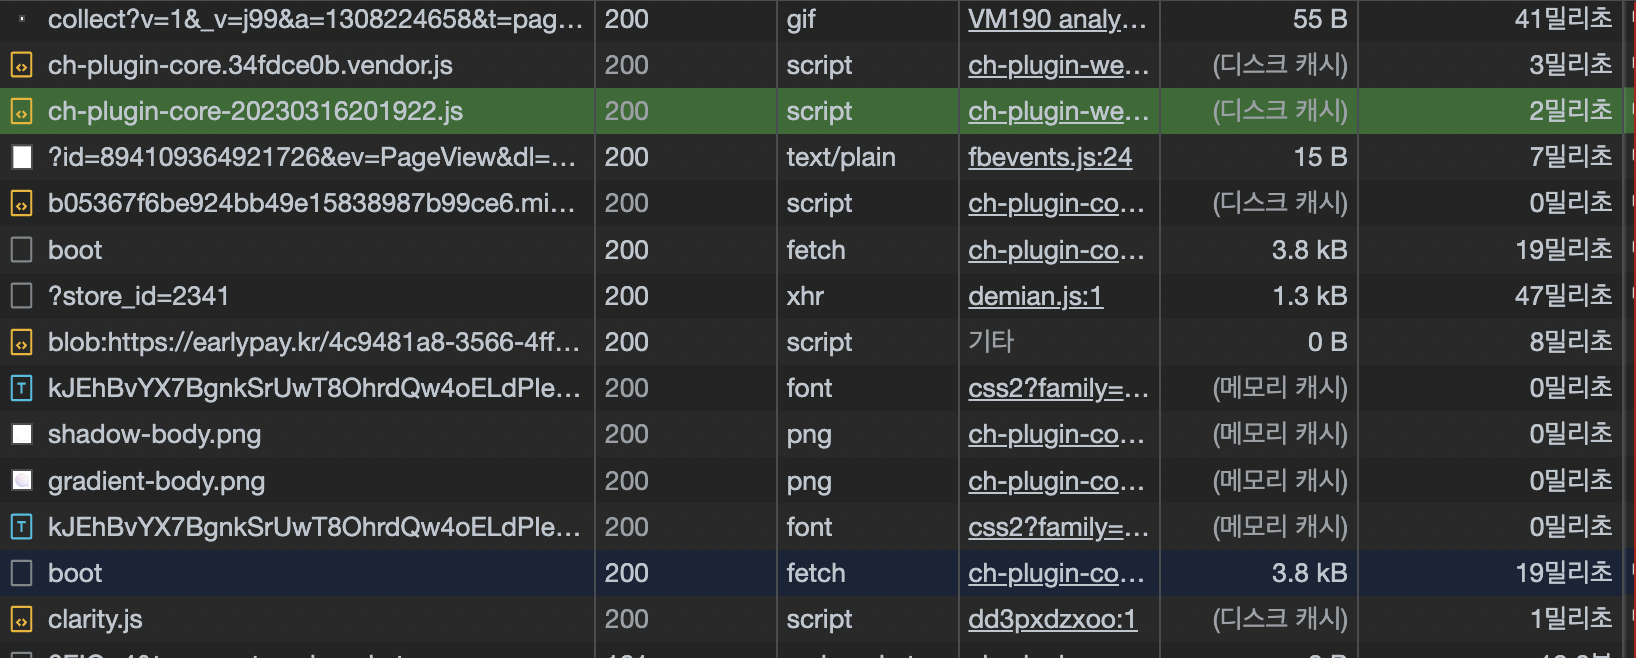 collect?v=1&_v=j99&a=1308224658&t=pag... 200 gif VM190 analy... 55 B 41밀리초
ch-plugin-core.34fdce0b.vendor.js 200 script ch-plugin-we... (디스크 캐시) 3밀리초
ch-plugin-core-20230316201922.js 200 script ch-plugin-we... (디스크 캐시) 2밀리초
?id=894109364921726&ev=PageView&dl=... 200 text/plain fbevents.js:24 15 B 7밀리초
b05367f6be924bb49e15838987b99ce6.mi... 200 script ch-plugin-co... (디스크 캐시) 0밀리초
boot 200 fetch ch-plugin-co... 3.8 kB 19밀리초
?store_id=2341 200 xhr demian.js:1 1.3 kB 47밀리초
blob:https://earlypay.kr/4c9481a8-3566-4ff... 200 script 기타 0 B 8밀리초
kJEhBvYX7BgnkSrUwT8OhrdQw4oELdPIe... 200 font css2?family=... (메모리 캐시) 0밀리초
shadow-body.png 200 png ch-plugin-co... (메모리 캐시) 0밀리초
gradient-body.png 200 png ch-plugin-co... (메모리 캐시) 0밀리초
kJEhBvYX7BgnkSrUwT8OhrdQw4oELdPIe... 200 font css2?family=... (메모리 캐시) 0밀리초
boot 200 fetch ch-plugin-co... 3.8 kB 19밀리초
clarity.js 200 script dd3pxdzxoo:1 (디스크 캐시) 1밀리초